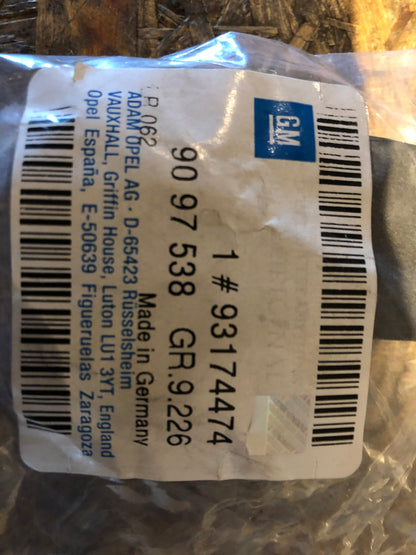 GM
1 # 93174474
90 97 538 GR.9.226
P 062 Made in Germany
ADAM OPEL AG · D-65423 Rüsselsheim
VAUXHALL, Griffin House, Luton LU1 3YT, England
Opel España, E-50639 Figueruelas Zaragoza